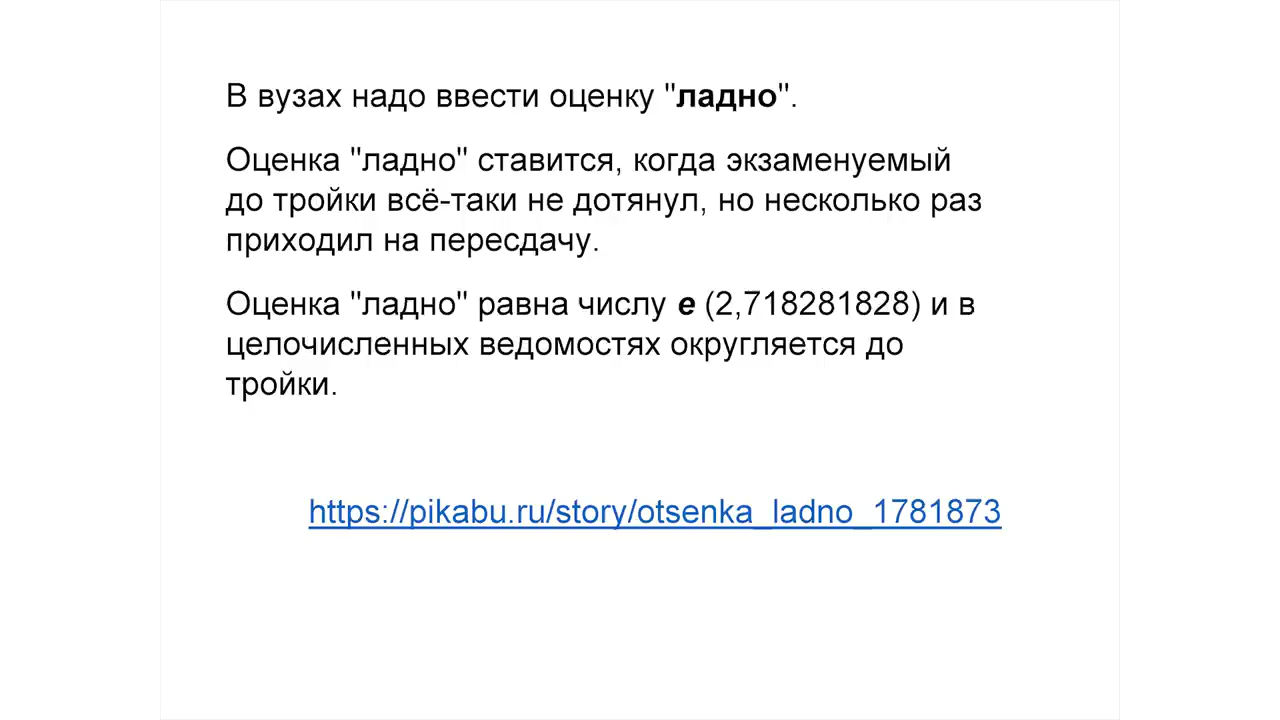 В вузах надо ввести оценку "ладно".
Оценка "ладно" ставится, когда экзаменуемый
до тройки всё-таки не дотянул, но несколько раз
приходил на пересдачу.
Оценка "ладно" равна числу e (2,718281828) и в
целочисленных ведомостях округляется до
тройки.
https://pikabu.ru/story/otsenka_ladno_1781873